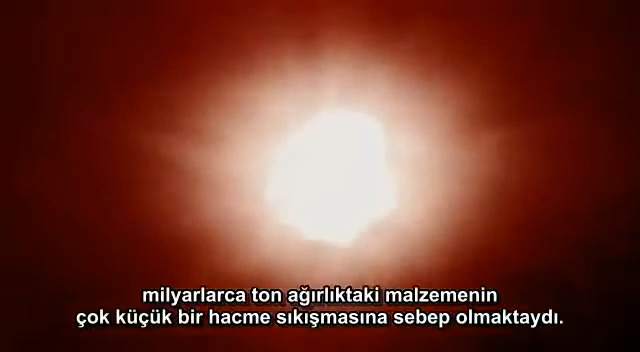 milyarlarca ton ağırlıktaki malzemenin
çok küçük bir hacme sıkışmasına sebep olmaktaydı.